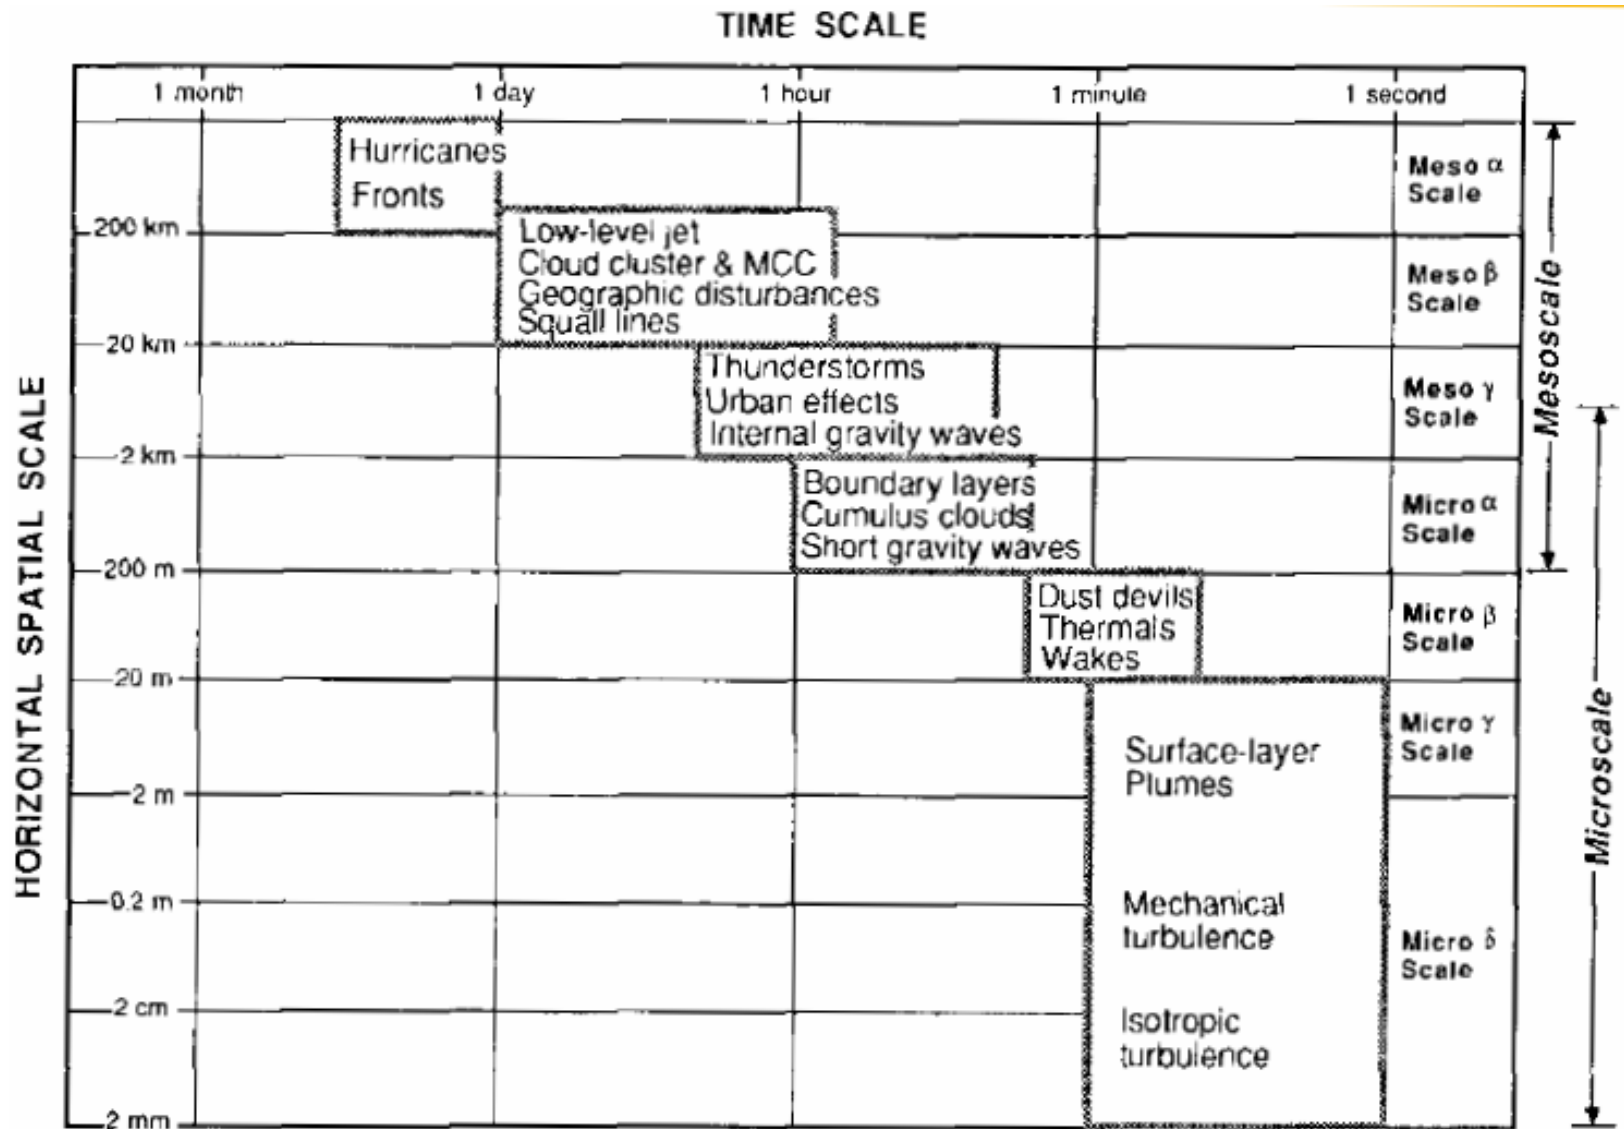 TIME SCALE
1 month
1 day
1 hour
1 minute
1 second
HORIZONTAL SPATIAL SCALE
200 km
20 km
2 km
200 m
20 m
2 m
0.2 m
2 cm
2 mm
Hurricanes
Fronts
Low-level jet
Cloud cluster & MCC
Geographic disturbances
Squall lines
Thunderstorms
Urban effects
Internal gravity waves
Boundary layers
Cumulus clouds
Short gravity waves
Dust devils
Thermals
Wakes
Surface-layer
Plumes
Mechanical
turbulence
Isotropic
turbulence
Meso α
Scale
Meso β
Scale
Meso γ
Scale
Micro α
Scale
Micro β
Scale
Micro γ
Scale
Micro δ
Scale
Mesoscale
Microscale